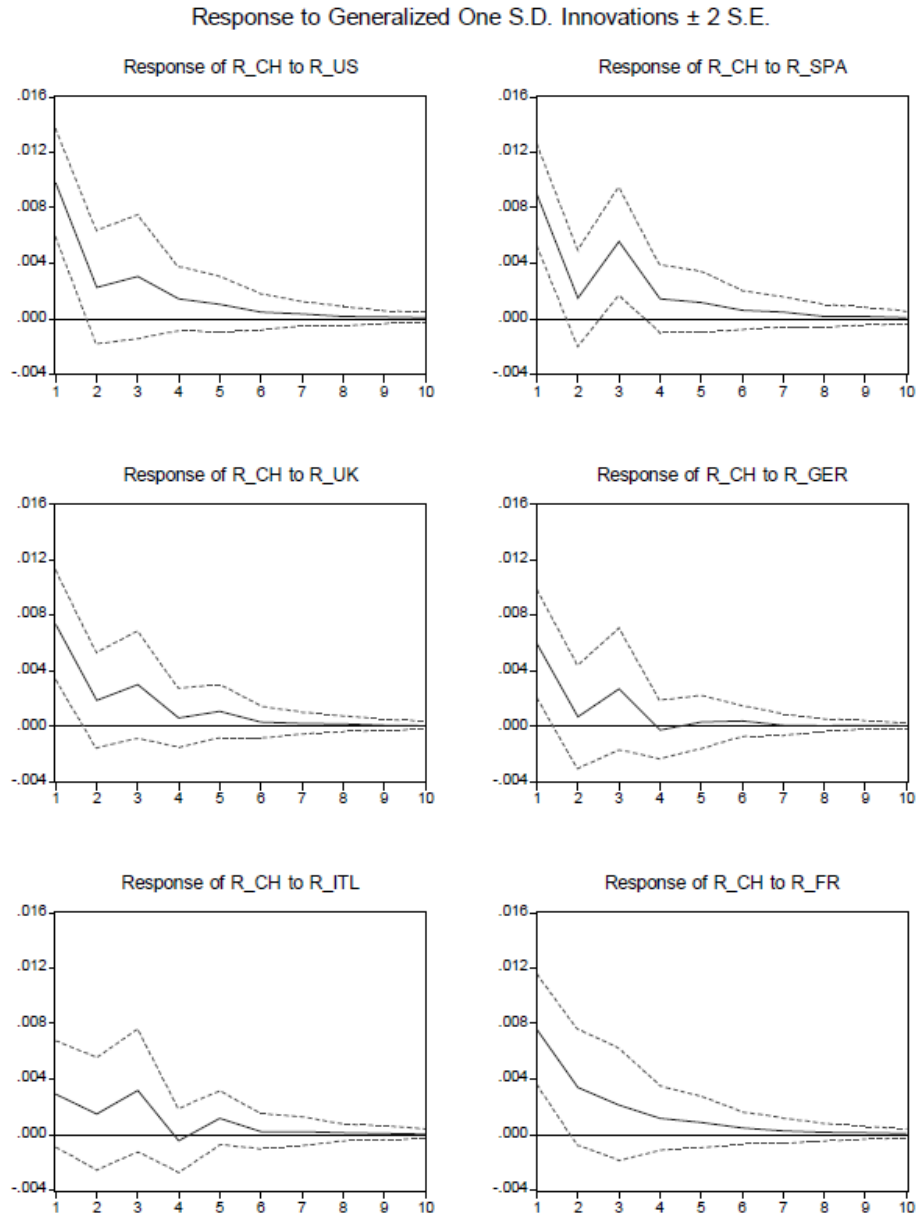 Response to Generalized One S.D. Innovations ± 2 S.E.
Response of R_CH to R_US
.016
.012
.008
.004
.000
-.004
1 2 3 4 5 6 7 8 9 10
Response of R_CH to R_SPA
.016
.012
.008
.004
.000
-.004
1 2 3 4 5 6 7 8 9 10
Response of R_CH to R_UK
.016
.012
.008
.004
.000
-.004
1 2 3 4 5 6 7 8 9 10
Response of R_CH to R_GER
.016
.012
.008
.004
.000
-.004
1 2 3 4 5 6 7 8 9 10
Response of R_CH to R_ITL
.016
.012
.008
.004
.000
-.004
1 2 3 4 5 6 7 8 9 10
Response of R_CH to R_FR
.016
.012
.008
.004
.000
-.004
1 2 3 4 5 6 7 8 9 10